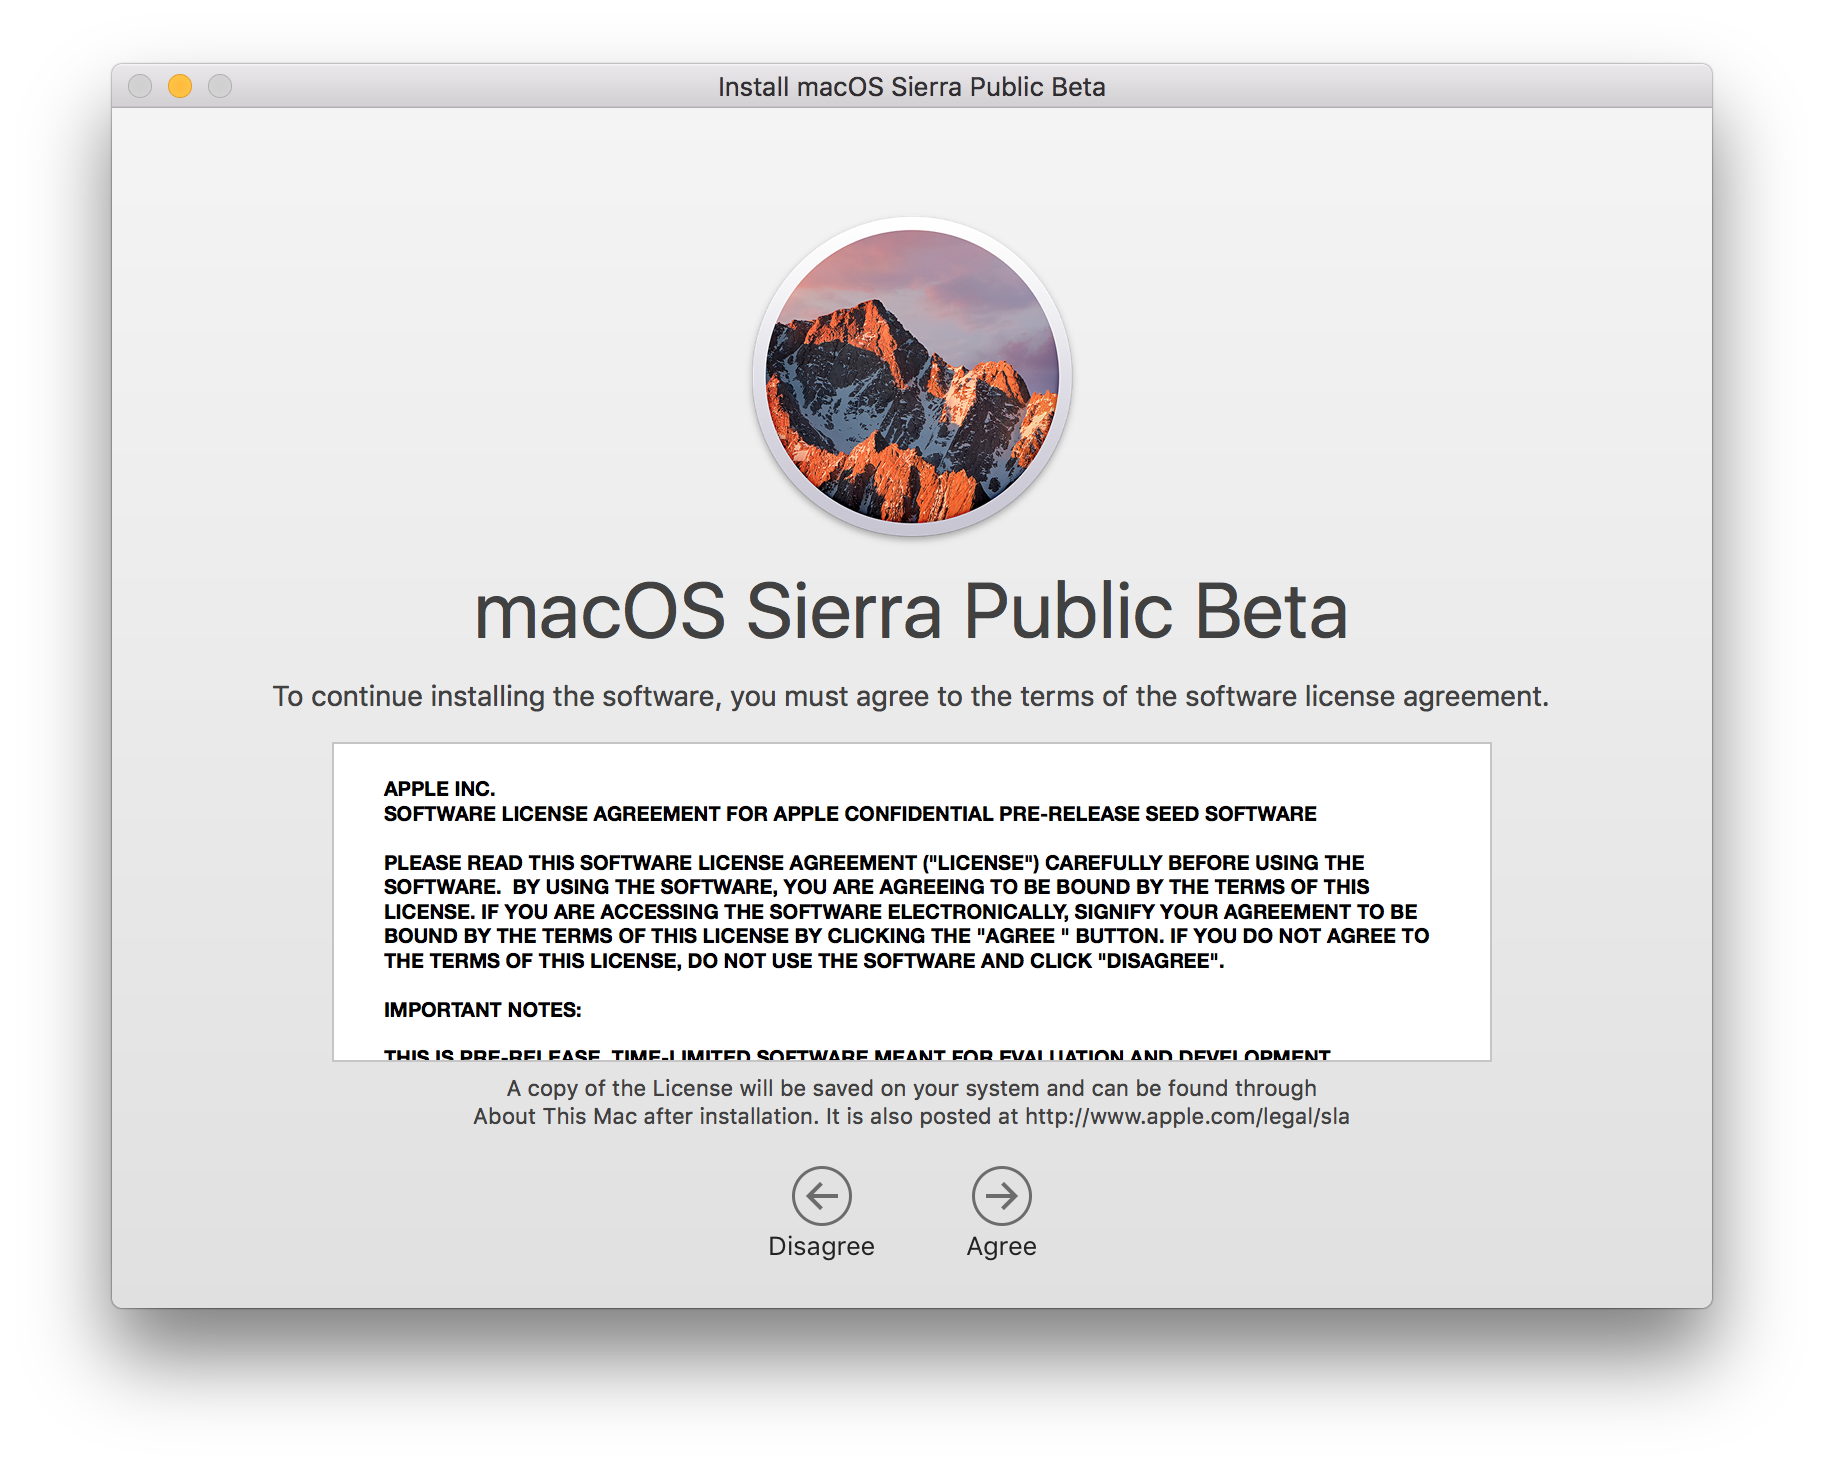 Install macOS Sierra Public Beta
macOS Sierra Public Beta
To continue installing the software, you must agree to the terms of the software license agreement.
APPLE INC.
SOFTWARE LICENSE AGREEMENT FOR APPLE CONFIDENTIAL PRE-RELEASE SEED SOFTWARE
PLEASE READ THIS SOFTWARE LICENSE AGREEMENT ("LICENSE") CAREFULLY BEFORE USING THE
SOFTWARE.  BY USING THE SOFTWARE, YOU ARE AGREEING TO BE BOUND BY THE TERMS OF THIS
LICENSE. IF YOU ARE ACCESSING THE SOFTWARE ELECTRONICALLY, SIGNIFY YOUR AGREEMENT TO BE
BOUND BY THE TERMS OF THIS LICENSE BY CLICKING THE "AGREE " BUTTON. IF YOU DO NOT AGREE TO
THE TERMS OF THIS LICENSE, DO NOT USE THE SOFTWARE AND CLICK "DISAGREE".
IMPORTANT NOTES:
THIS IS PRE-RELEASE, TIME-LIMITED SOFTWARE MEANT FOR EVALUATION AND DEVELOPMENT
A copy of the License will be saved on your system and can be found through
About This Mac after installation. It is also posted at http://www.apple.com/legal/sla
Disagree
Agree